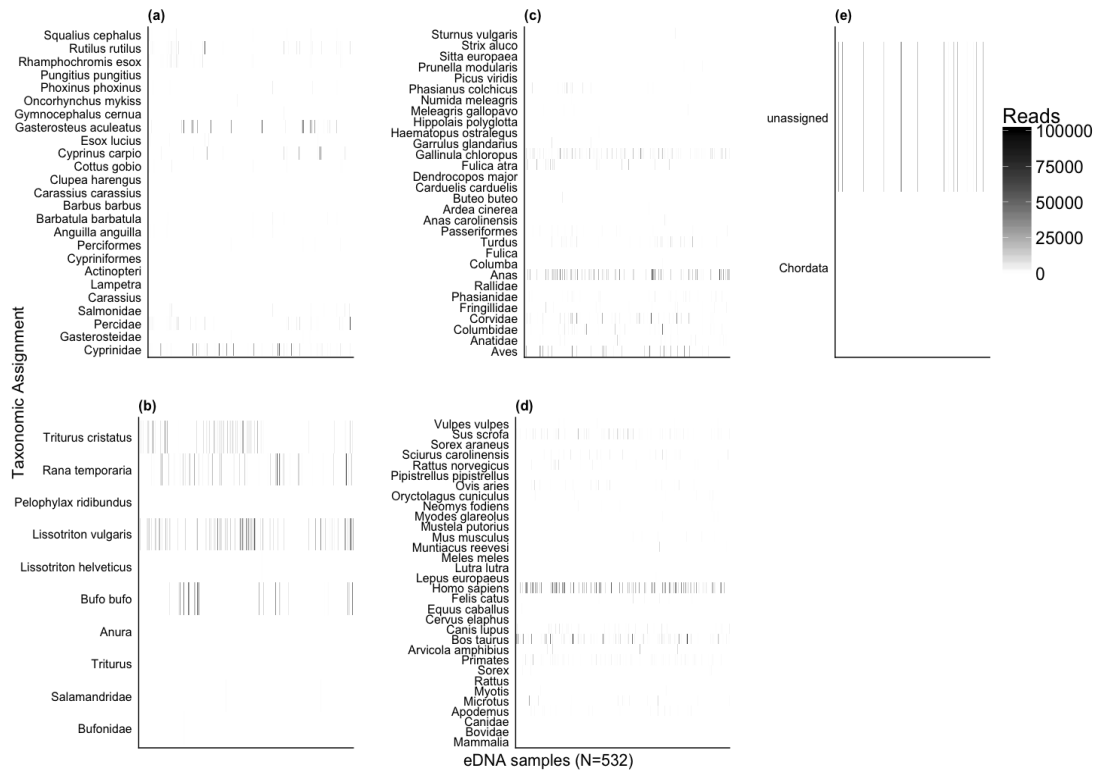 (a)
Squalius cephalus
Rutilus rutilus
Rhamphochromis esox
Pungitius pungitius
Phoxinus phoxinus
Oncorhynchus mykiss
Gymnocephalus cernua
Gasterosteus aculeatus
Esox lucius
Cyprinus carpio
Cottus gobio
Clupea harengus
Carassius carassius
Barbus barbus
Barbatula barbatula
Anguilla anguilla
Perciformes
Cypriniformes
Actinopteri
Lampetra
Carassius
Salmonidae
Percidae
Gasterosteidae
Cyprinidae
(c)
Sturnus vulgaris
Strix aluco
Sitta europaea
Prunella modularis
Picus viridis
Phasianus colchicus
Numida meleagris
Meleagris gallopavo
Hippolais polyglotta
Haematopus ostralegus
Garrulus glandarius
Gallinula chloropus
Fulica atra
Dendrocopos major
Carduelis carduelis
Buteo buteo
Ardea cinerea
Anas carolinensis
Passeriformes
Turdus
Fulica
Columba
Anas
Rallidae
Phasianidae
Fringillidae
Corvidae
Columbidae
Anatidae
Aves
(e)
unassigned
Chordata
Reads
100000
75000
50000
25000
0
Taxonomic Assignment
(b)
Triturus cristatus
Rana temporaria
Pelophylax ridibundus
Lissotriton vulgaris
Lissotriton helveticus
Bufo bufo
Anura
Triturus
Salamandridae
Bufonidae
(d)
Vulpes vulpes
Sus scrofa
Sorex araneus
Sciurus carolinensis
Rattus norvegicus
Pipistrellus pipistrellus
Ovis aries
Oryctolagus cuniculus
Neomys fodiens
Myodes glareolus
Mustela putorius
Mus musculus
Muntiacus reevesi
Meles meles
Lutra lutra
Lepus europaeus
Homo sapiens
Felis catus
Equus caballus
Cervus elaphus
Canis lupus
Bos taurus
Arvicola amphibius
Primates
Sorex
Rattus
Myotis
Microtus
Apodemus
Canidae
Bovidae
Mammalia
eDNA samples (N=532)